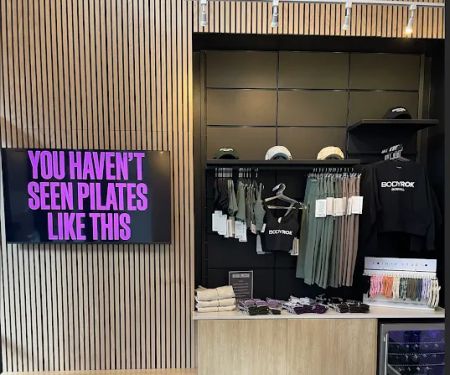 YOU HAVEN'T
SEEN PILATES
LIKE THIS
BODYROK
BODYROK